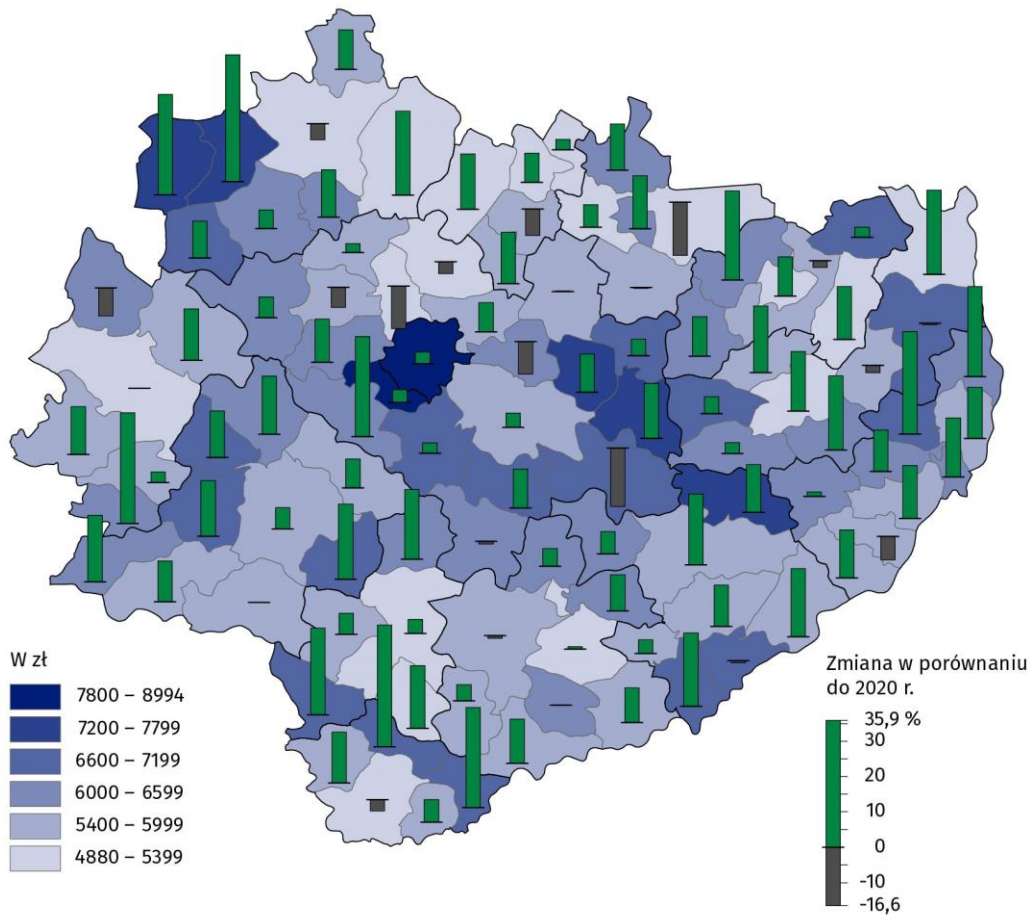 W zł
7800 – 8994
7200 – 7799
6600 – 7199
6000 – 6599
5400 – 5999
4880 – 5399
Zmiana w porównaniu
do 2020 r.
35,9 %
30
20
10
0
-10
-16,6